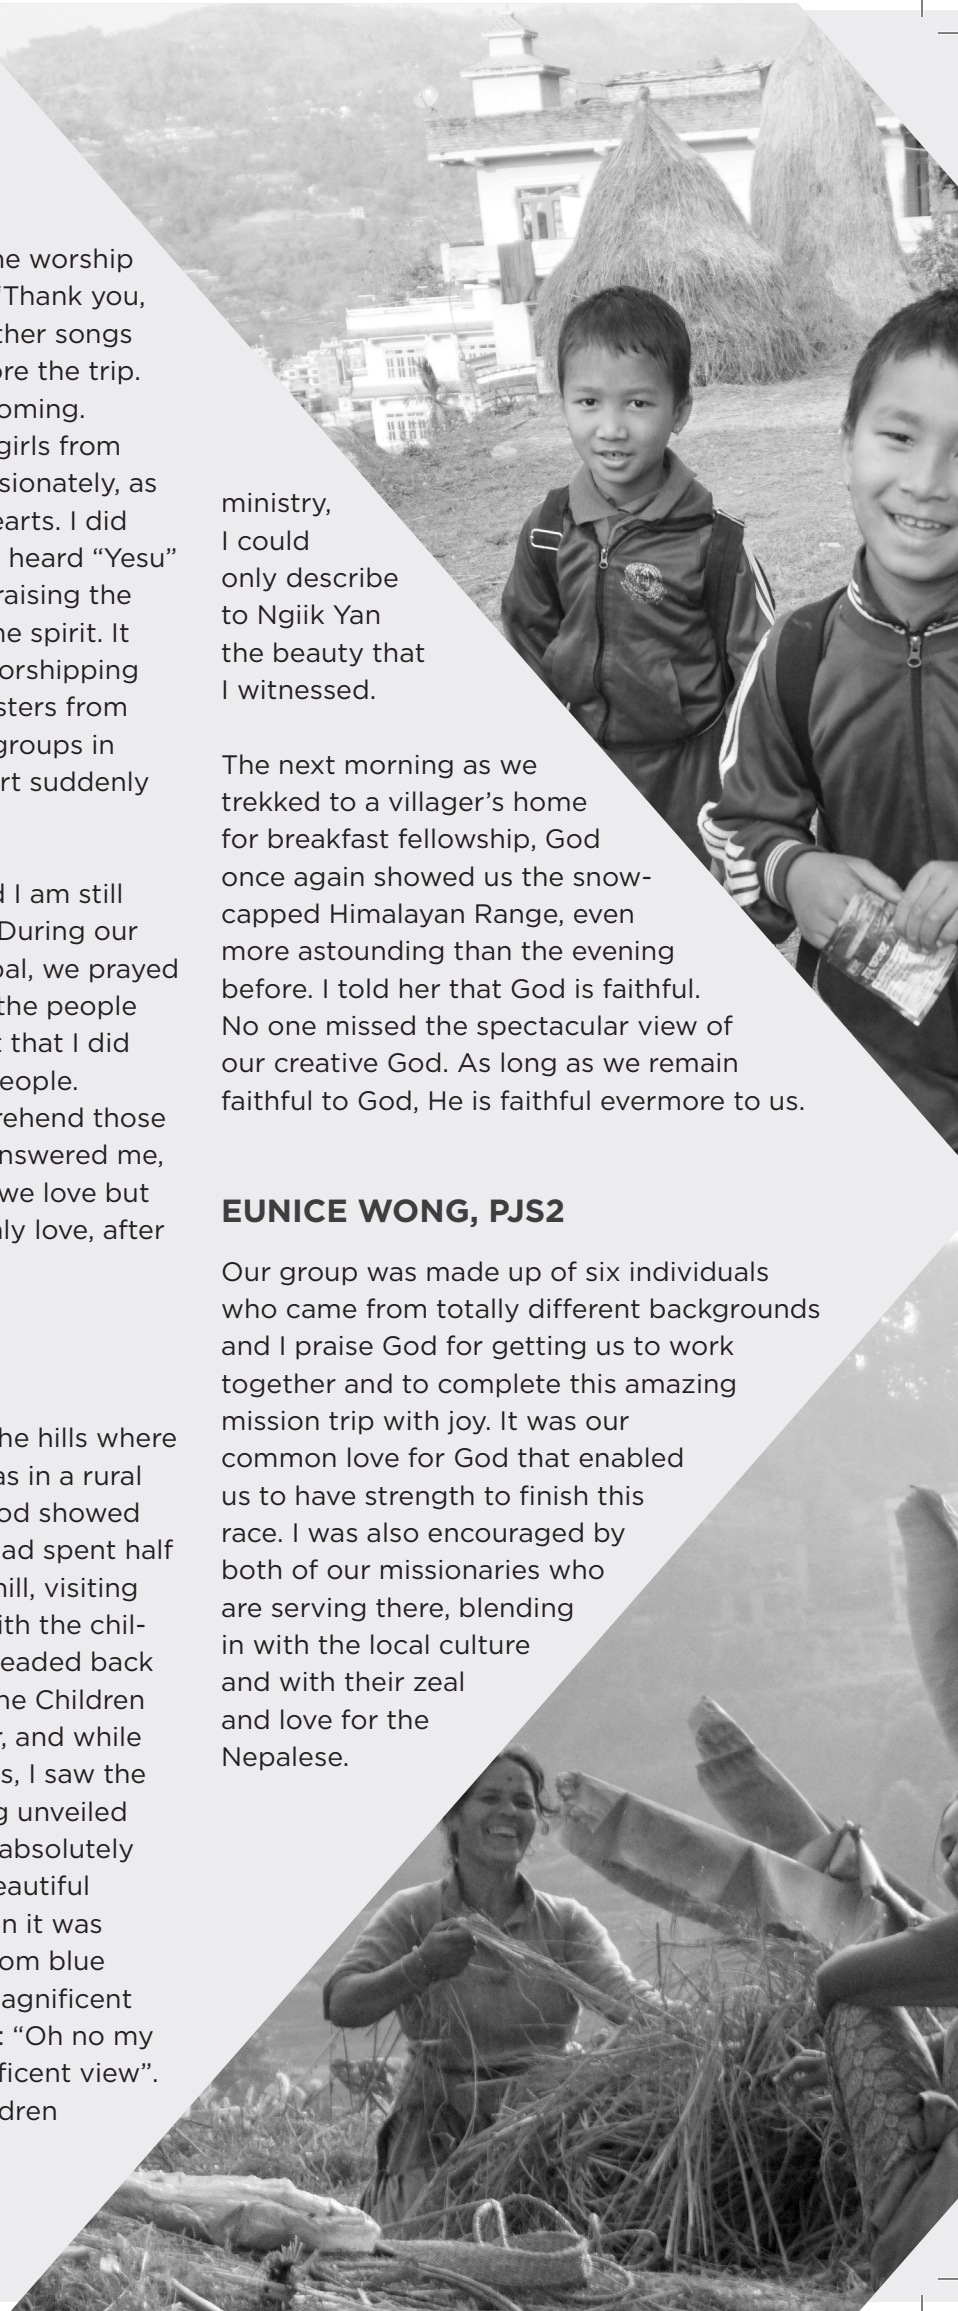 ne worship
“Thank you,
ther songs
ore the trip.
oming.
girls from
sionately, as
earts. I did
heard “Yesu”
raising the
ne spirit. It
orshipping
sters from
groups in
rt suddenly
d I am still
During our
pal, we prayed
the people
t that I did
eople.
rehend those
nswered me,
we love but
nly love, after
he hills where
as in a rural
od showed
ad spent half
hill, visiting
ith the chil-
eaded back
ne Children
r, and while
s, I saw the
g unveiled
absolutely
eautiful
n it was
om blue
agnificent
: “Oh no my
ficent view”.
dren
ministry,
I could
only describe
to Ngiik Yan
the beauty that
I witnessed.
The next morning as we
trekked to a villager’s home
for breakfast fellowship, God
once again showed us the snow-
capped Himalayan Range, even
more astounding than the evening
before. I told her that God is faithful.
No one missed the spectacular view of
our creative God. As long as we remain
faithful to God, He is faithful evermore to us.
EUNICE WONG, PJS2
Our group was made up of six individuals
who came from totally different backgrounds
and I praise God for getting us to work
together and to complete this amazing
mission trip with joy. It was our
common love for God that enabled
us to have strength to finish this
race. I was also encouraged by
both of our missionaries who
are serving there, blending
in with the local culture
and with their zeal
and love for the
Nepalese.